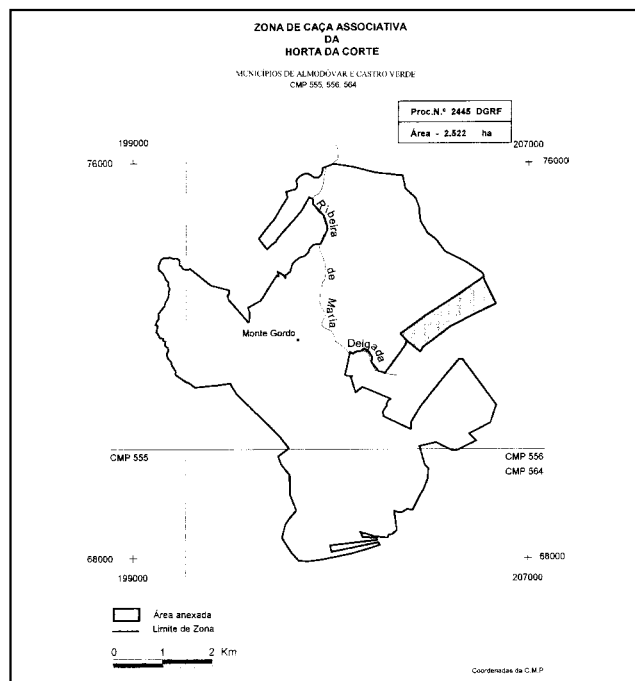 ZONA DE CAÇA ASSOCIATIVA
DA
HORTA DA CORTE
MUNICÍPIOS DE ALMODÓVAR E CASTRO VERDE
CMP 555, 556, 564
Proc.N.º 2445 DGRF
Área - 2.522 ha
199000
207000
76000
76000
Ribeira
de
Maria
Delgada
Monte Gordo
CMP 555
CMP 556
CMP 564
68000
68000
199000
207000
Área anexada
Limite de Zona
0 1 2 Km
Coordenadas da C.M.P